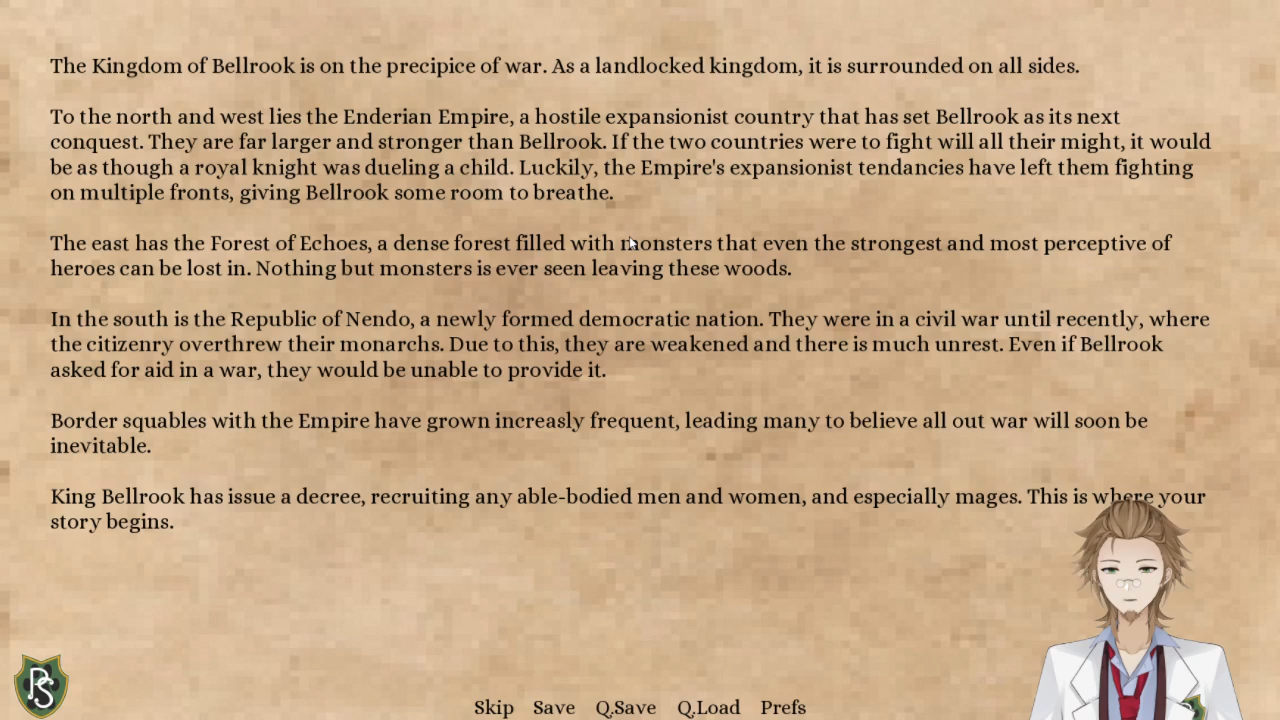 The Kingdom of Bellrook is on the precipice of war. As a landlocked kingdom, it is surrounded on all sides.
To the north and west lies the Enderian Empire, a hostile expansionist country that has set Bellrook as its next
conquest. They are far larger and stronger than Bellrook. If the two countries were to fight will all their might, it would
be as though a royal knight was dueling a child. Luckily, the Empire's expansionist tendancies have left them fighting
on multiple fronts, giving Bellrook some room to breathe.
The east has the Forest of Echoes, a dense forest filled with monsters that even the strongest and most perceptive of
heroes can be lost in. Nothing but monsters is ever seen leaving these woods.
In the south is the Republic of Nendo, a newly formed democratic nation. They were in a civil war until recently, where
the citizenry overthrew their monarchs. Due to this, they are weakened and there is much unrest. Even if Bellrook
asked for aid in a war, they would be unable to provide it.
Border squables with the Empire have grown increasly frequent, leading many to believe all out war will soon be
inevitable.
King Bellrook has issue a decree, recruiting any able-bodied men and women, and especially mages. This is where your
story begins.
PS
Skip Save Q.Save Q.Load Prefs